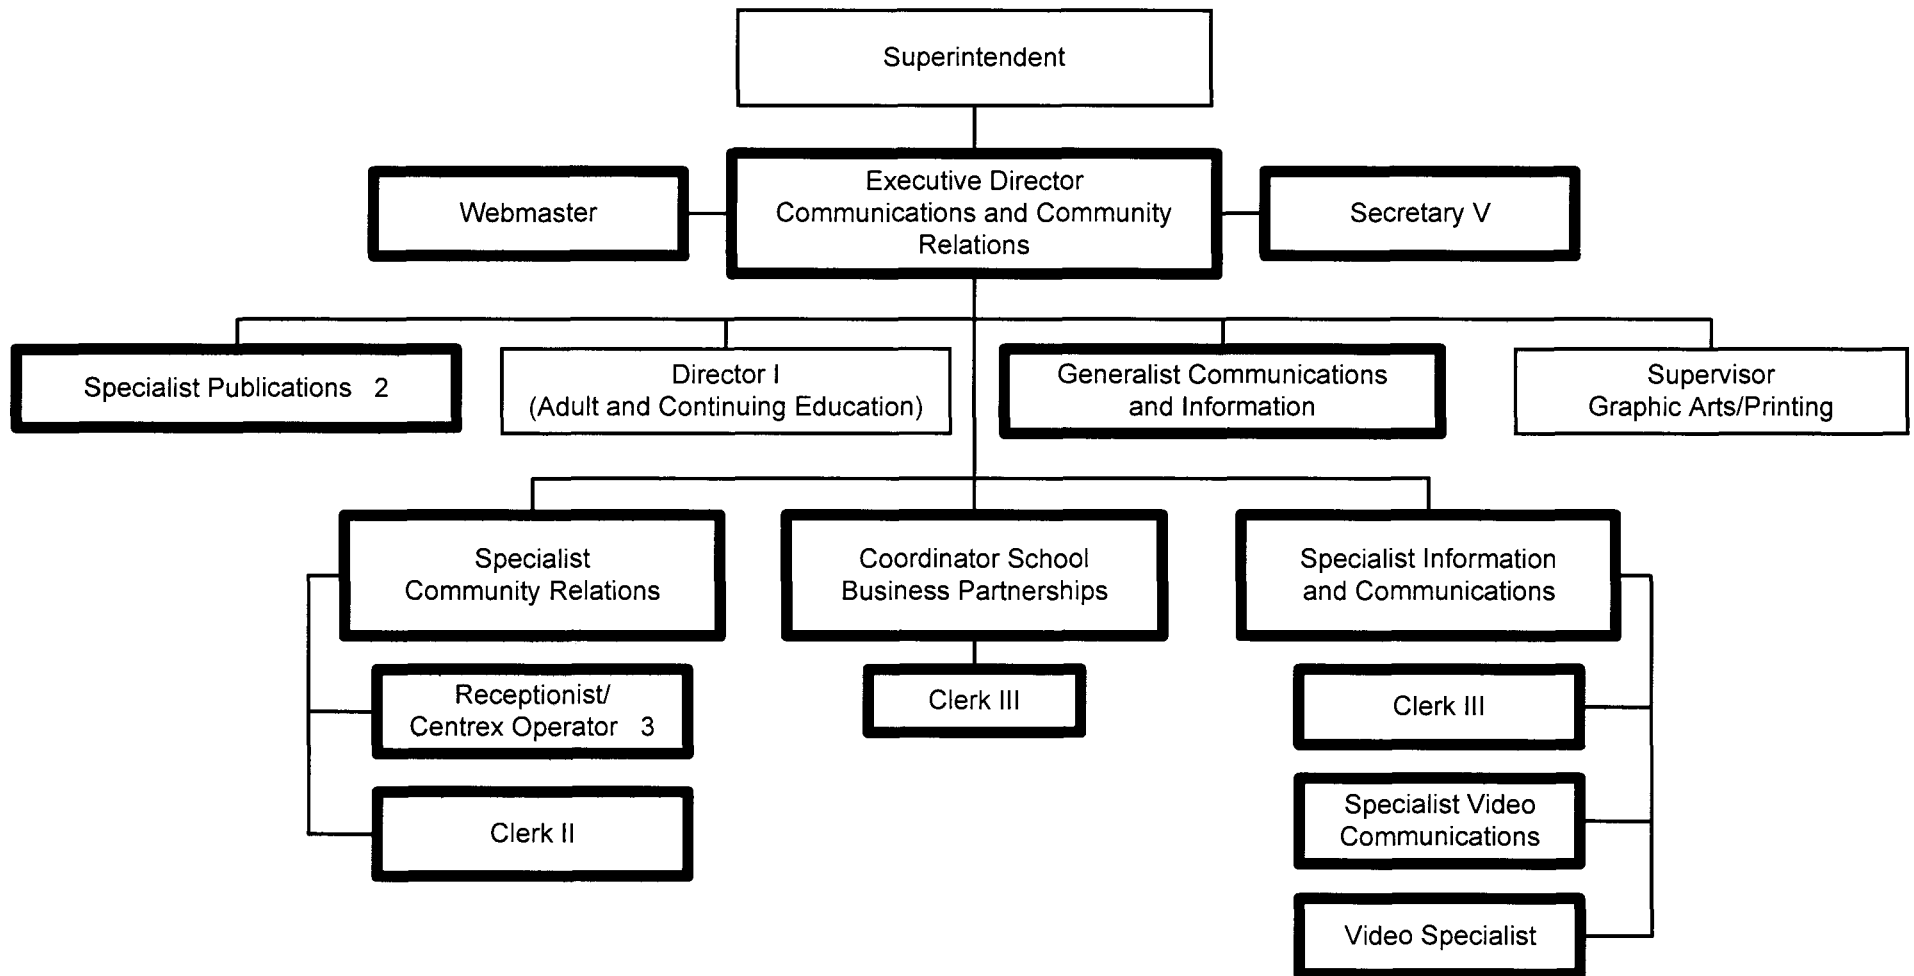 Superintendent
Webmaster
Executive Director
Communications and Community
Relations
Secretary V
Specialist Publications 2
Director I
(Adult and Continuing Education)
Generalist Communications
and Information
Supervisor
Graphic Arts/Printing
Specialist
Community Relations
Coordinator School
Business Partnerships
Specialist Information
and Communications
Receptionist/
Centrex Operator 3
Clerk II
Clerk III
Clerk III
Specialist Video
Communications
Video Specialist